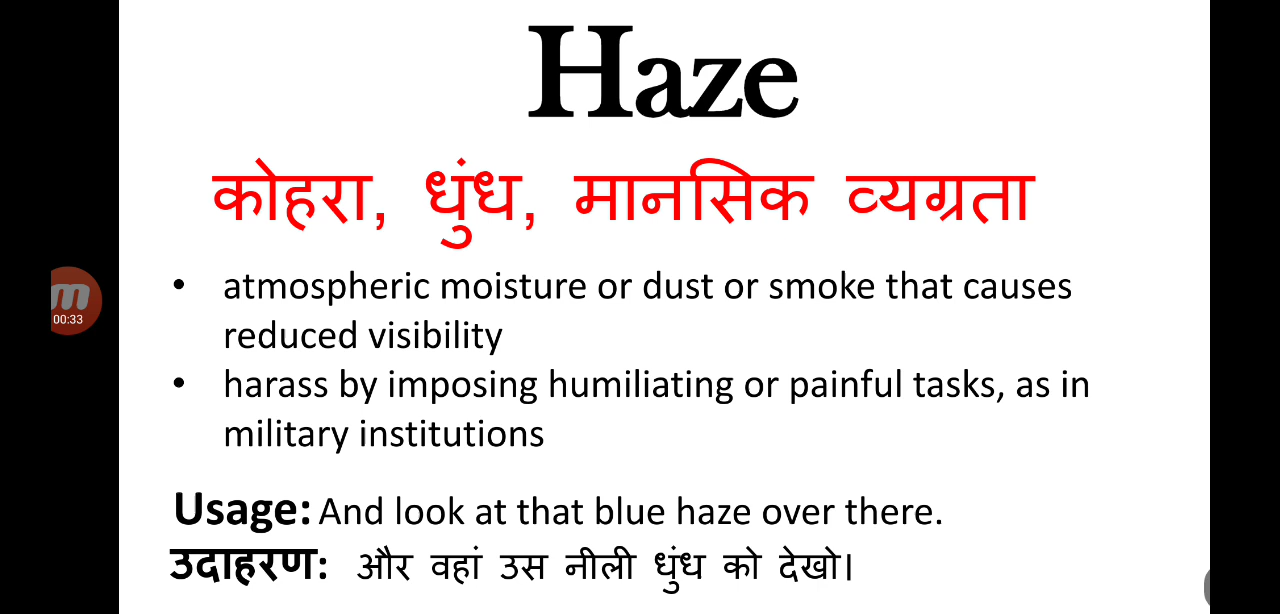 Haze
कोहरा, धुंध, मानसिक व्यग्रता
• atmospheric moisture or dust or smoke that causes
reduced visibility
• harass by imposing humiliating or painful tasks, as in
military institutions
Usage: And look at that blue haze over there.
उदाहरण: और वहां उस नीली धुंध को देखो।
m
00:33